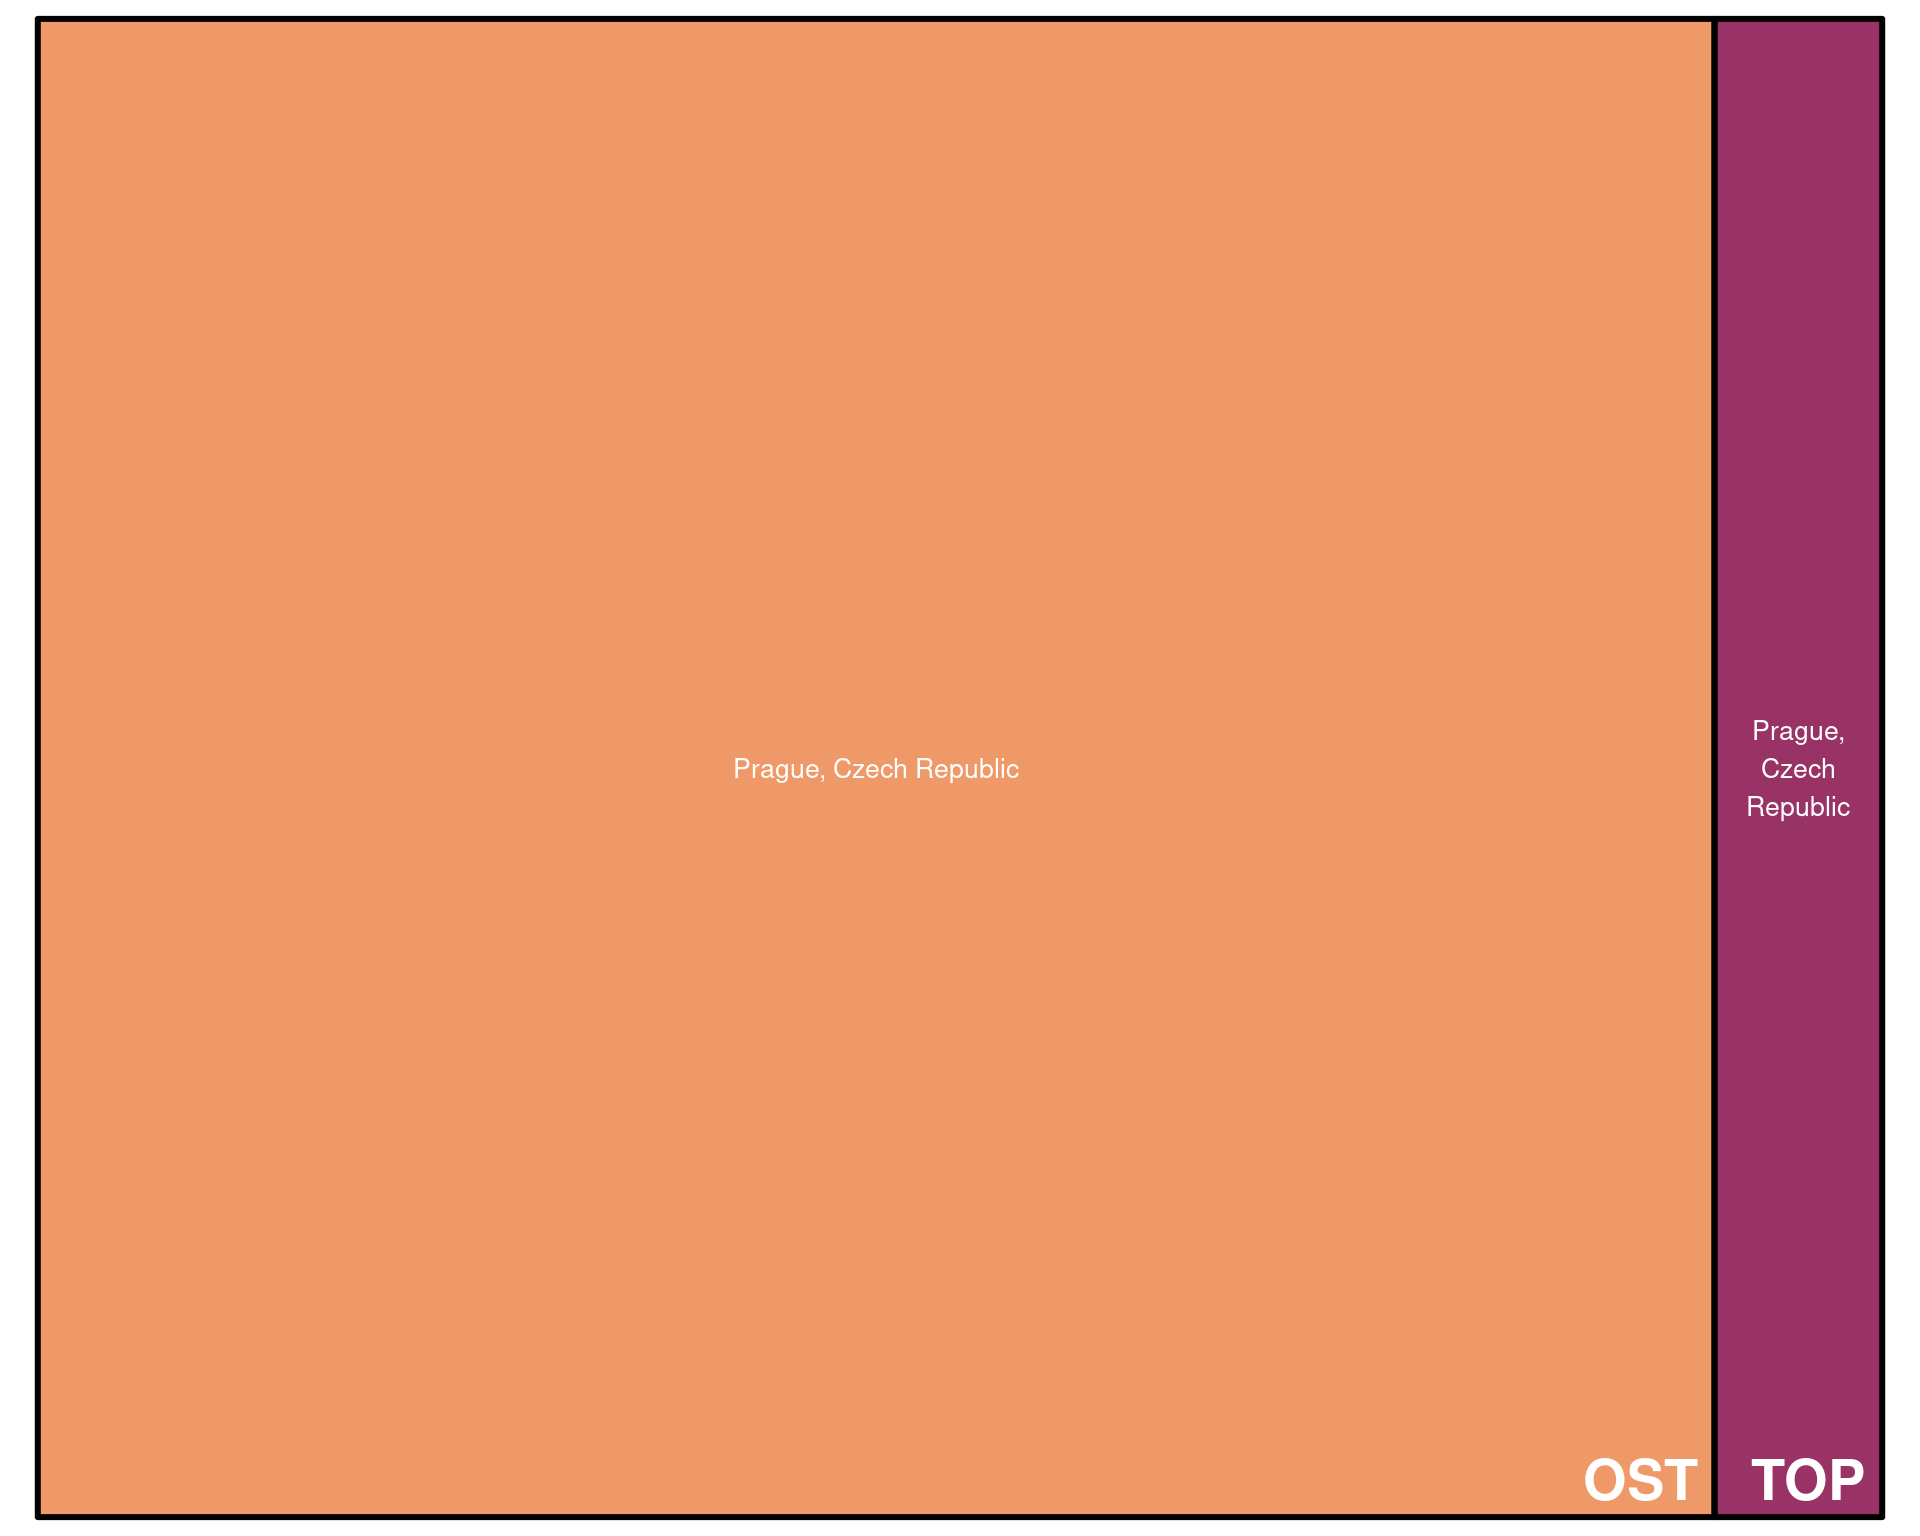 Prague, Czech Republic
Prague,
Czech
Republic
OST
TOP